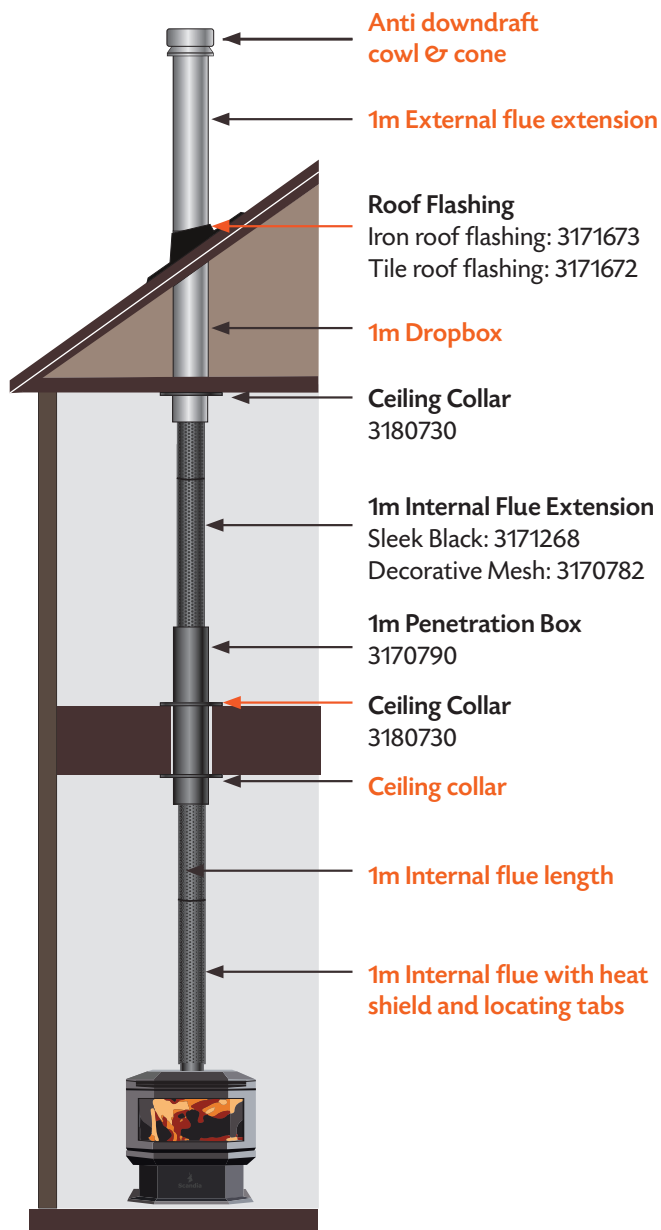 Anti downdraft
cowl & cone
1m External flue extension
Roof Flashing
Iron roof flashing: 3171673
Tile roof flashing: 3171672
1m Dropbox
Ceiling Collar
3180730
1m Internal Flue Extension
Sleek Black: 3171268
Decorative Mesh: 3170782
1m Penetration Box
3170790
Ceiling Collar
3180730
Ceiling collar
1m Internal flue length
1m Internal flue with heat
shield and locating tabs
Scandia